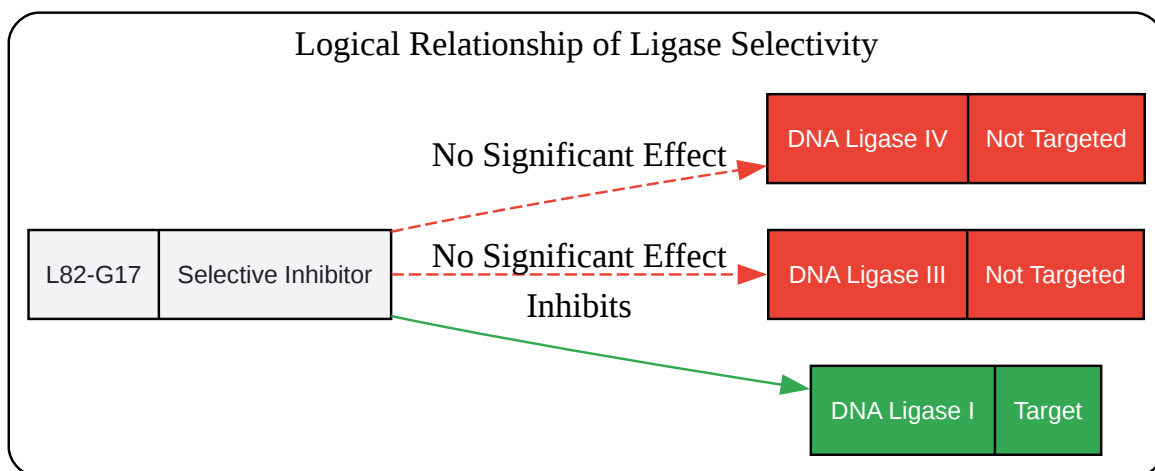 Logical Relationship of Ligase Selectivity
DNA Ligase IV Not Targeted
No Significant Effect
L82-G17 Selective Inhibitor
No Significant Effect
DNA Ligase III Not Targeted
Inhibits
DNA Ligase I Target